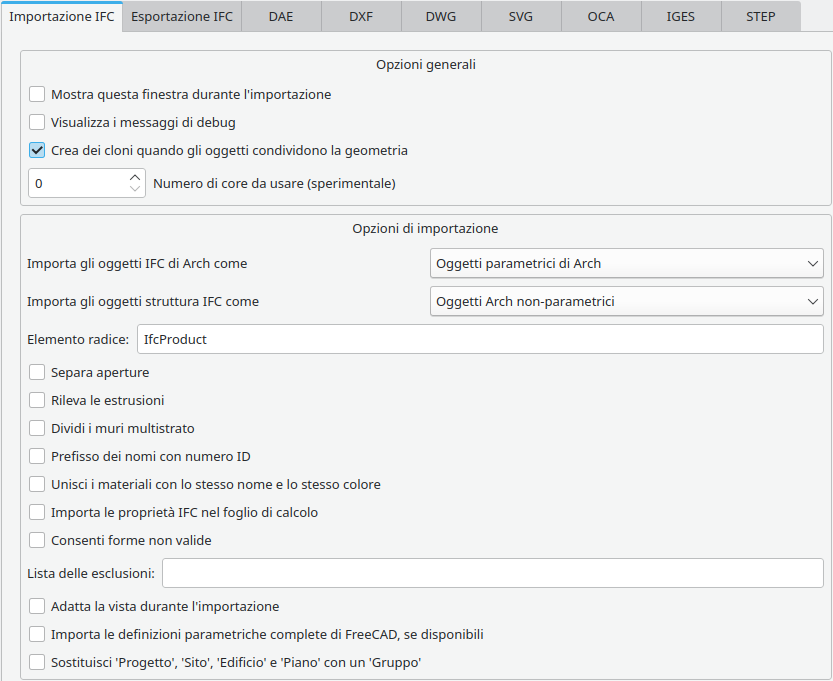 Importazione IFC Esportazione IFC DAE DXF DWG SVG OCA IGES STEP
Opzioni generali
Mostra questa finestra durante l'importazione
Visualizza i messaggi di debug
Crea dei cloni quando gli oggetti condividono la geometria
0 Numero di core da usare (sperimentale)
Opzioni di importazione
Importa gli oggetti IFC di Arch come Oggetti parametrici di Arch
Importa gli oggetti struttura IFC come Oggetti Arch non-parametrici
Elemento radice: IfcProduct
Separa aperture
Rileva le estrusioni
Dividi i muri multistrato
Prefisso dei nomi con numero ID
Unisci i materiali con lo stesso nome e lo stesso colore
Importa le proprietà IFC nel foglio di calcolo
Consenti forme non valide
Lista delle esclusioni:
Adatta la vista durante l'importazione
Importa le definizioni parametriche complete di FreeCAD, se disponibili
Sostituisci 'Progetto', 'Sito', 'Edificio' e 'Piano' con un 'Gruppo'